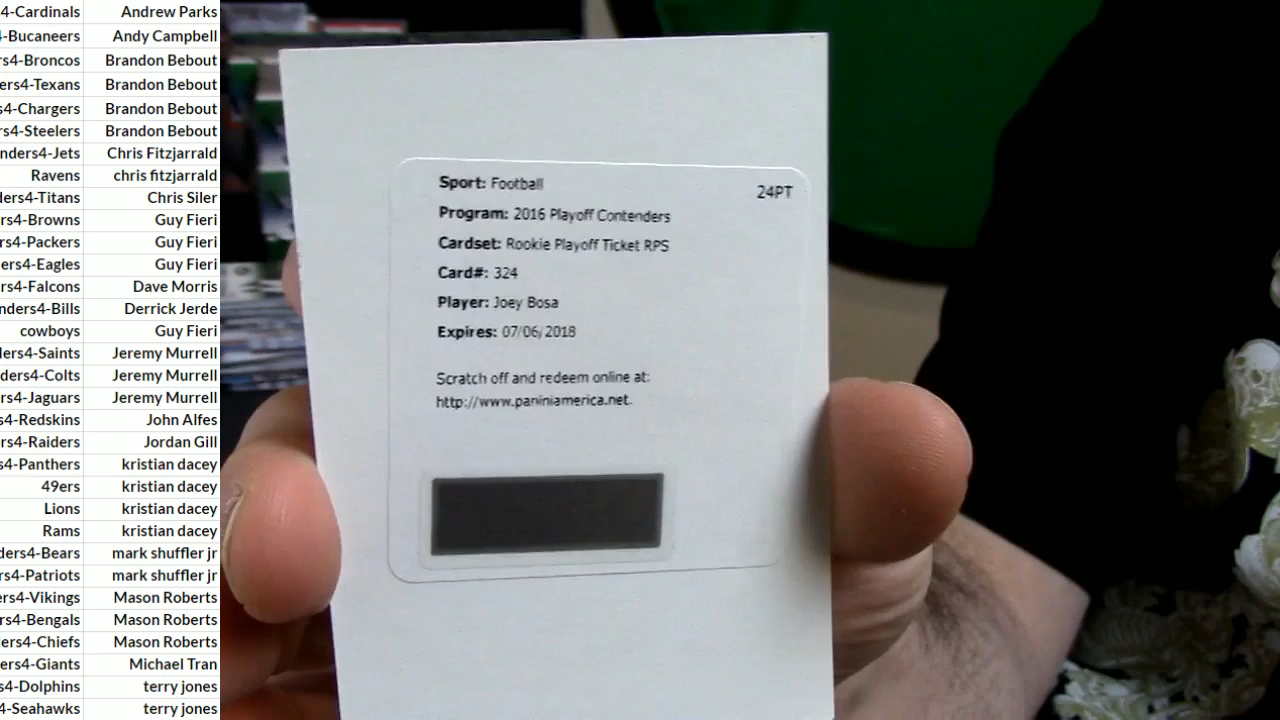 4-Cardinals Andrew Parks
4-Bucaneers Andy Campbell
rs4-Broncos Brandon Bebout
ers4-Texans Brandon Bebout
s4-Chargers Brandon Bebout
rs4-Steelers Brandon Bebout
nders4-Jets Chris Fitzjarrald
Ravens chris fitzjarrald
ders4-Titans Chris Siler
rs4-Browns Guy Fieri
rs4-Packers Guy Fieri
ers4-Eagles Guy Fieri
rs4-Falcons Dave Morris
nders4-Bills Derrick Jerde
cowboys Guy Fieri
lers4-Saints Jeremy Murrell
ders4-Colts Jeremy Murrell
rs4-Jaguars Jeremy Murrell
s4-Redskins John Alfes
rs4-Raiders Jordan Gill
s4-Panthers kristian dacey
49ers kristian dacey
Lions kristian dacey
Rams kristian dacey
ders4-Bears mark shuffler jr
s4-Patriots mark shuffler jr
ers4-Vikings Mason Roberts
rs4-Bengals Mason Roberts
lers4-Chiefs Mason Roberts
ers4-Giants Michael Tran
s4-Dolphins terry jones
4-Seahawks terry jones
Sport: Football
24PT
Program: 2016 Playoff Contenders
Cardset: Rookie Playoff Ticket RPS
Card#: 324
Player: Joey Bosa
Expires: 07/06/2018
Scratch off and redeem online at:
http://www.paniniamerica.net.